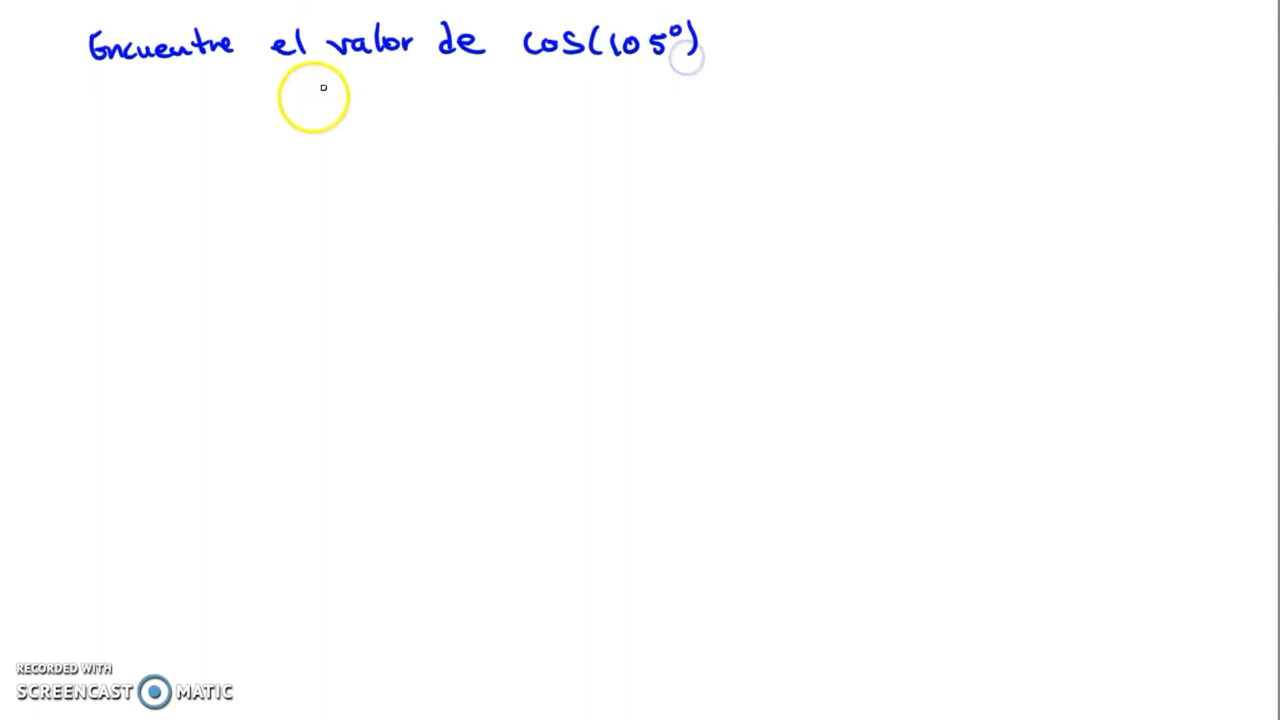 Encuentre el valor de cos(105°)
RECORDED WITH
SCREENCAST MATIC